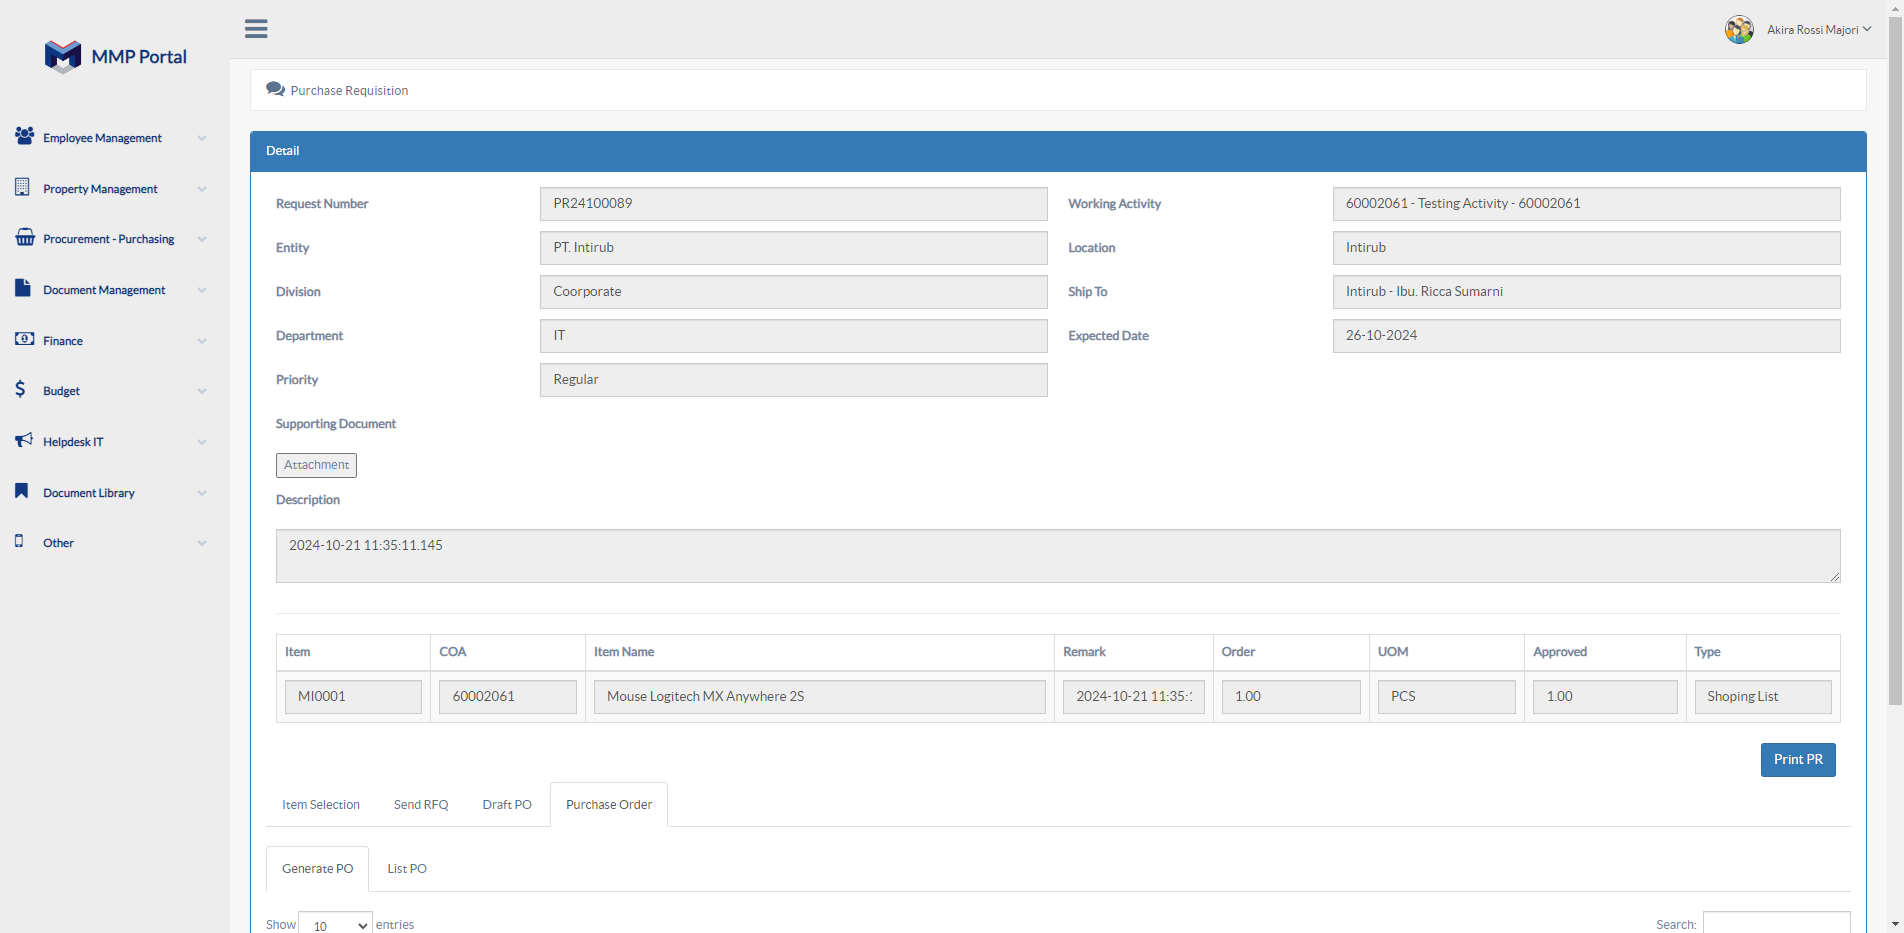 MMP Portal
Akira Rossi Majori
Employee Management
Property Management
Procurement - Purchasing
Document Management
Finance
Budget
Helpdesk IT
Document Library
Other
Purchase Requisition
Detail
Request Number PR24100089 Working Activity 60002061 - Testing Activity - 60002061
Entity PT. Intirub Location Intirub
Division Coorporate Ship To Intirub - Ibu. Ricca Sumarni
Department IT Expected Date 26-10-2024
Priority Regular
Supporting Document
Attachment
Description
2024-10-21 11:35:11.145
Item COA Item Name Remark Order UOM Approved Type
MI0001 60002061 Mouse Logitech MX Anywhere 2S 2024-10-21 11:35: 1.00 PCS 1.00 Shoping List
Print PR
Item Selection Send RFQ Draft PO Purchase Order
Generate PO List PO
Show 10 entries Search: